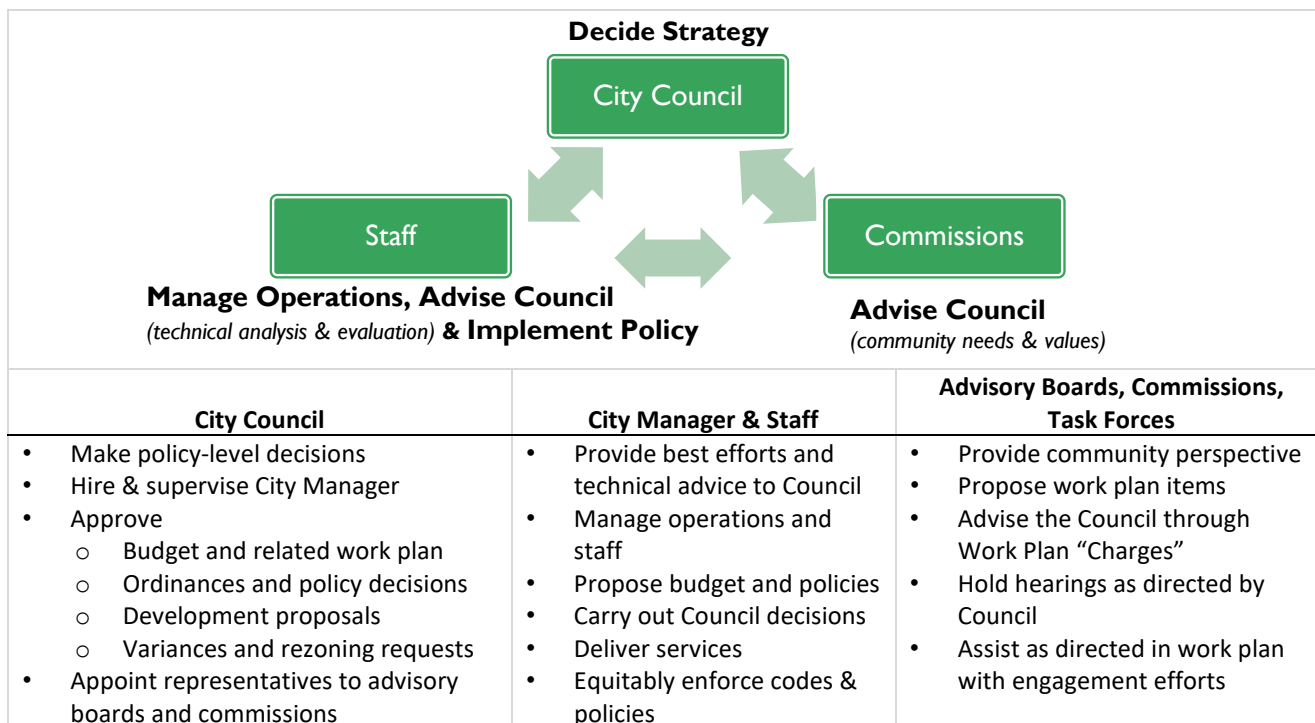 Decide Strategy
City Council
Staff
Commissions
Manage Operations, Advise Council
(technical analysis & evaluation) & Implement Policy
Advise Council
(community needs & values)
City Council
• Make policy-level decisions
• Hire & supervise City Manager
• Approve
o Budget and related work plan
o Ordinances and policy decisions
o Development proposals
o Variances and rezoning requests
• Appoint representatives to advisory
boards and commissions
City Manager & Staff
• Provide best efforts and
technical advice to Council
• Manage operations and
staff
• Propose budget and policies
• Carry out Council decisions
• Deliver services
• Equitably enforce codes &
policies
Advisory Boards, Commissions,
Task Forces
• Provide community perspective
• Propose work plan items
• Advise the Council through
Work Plan “Charges”
• Hold hearings as directed by
Council
• Assist as directed in work plan
with engagement efforts